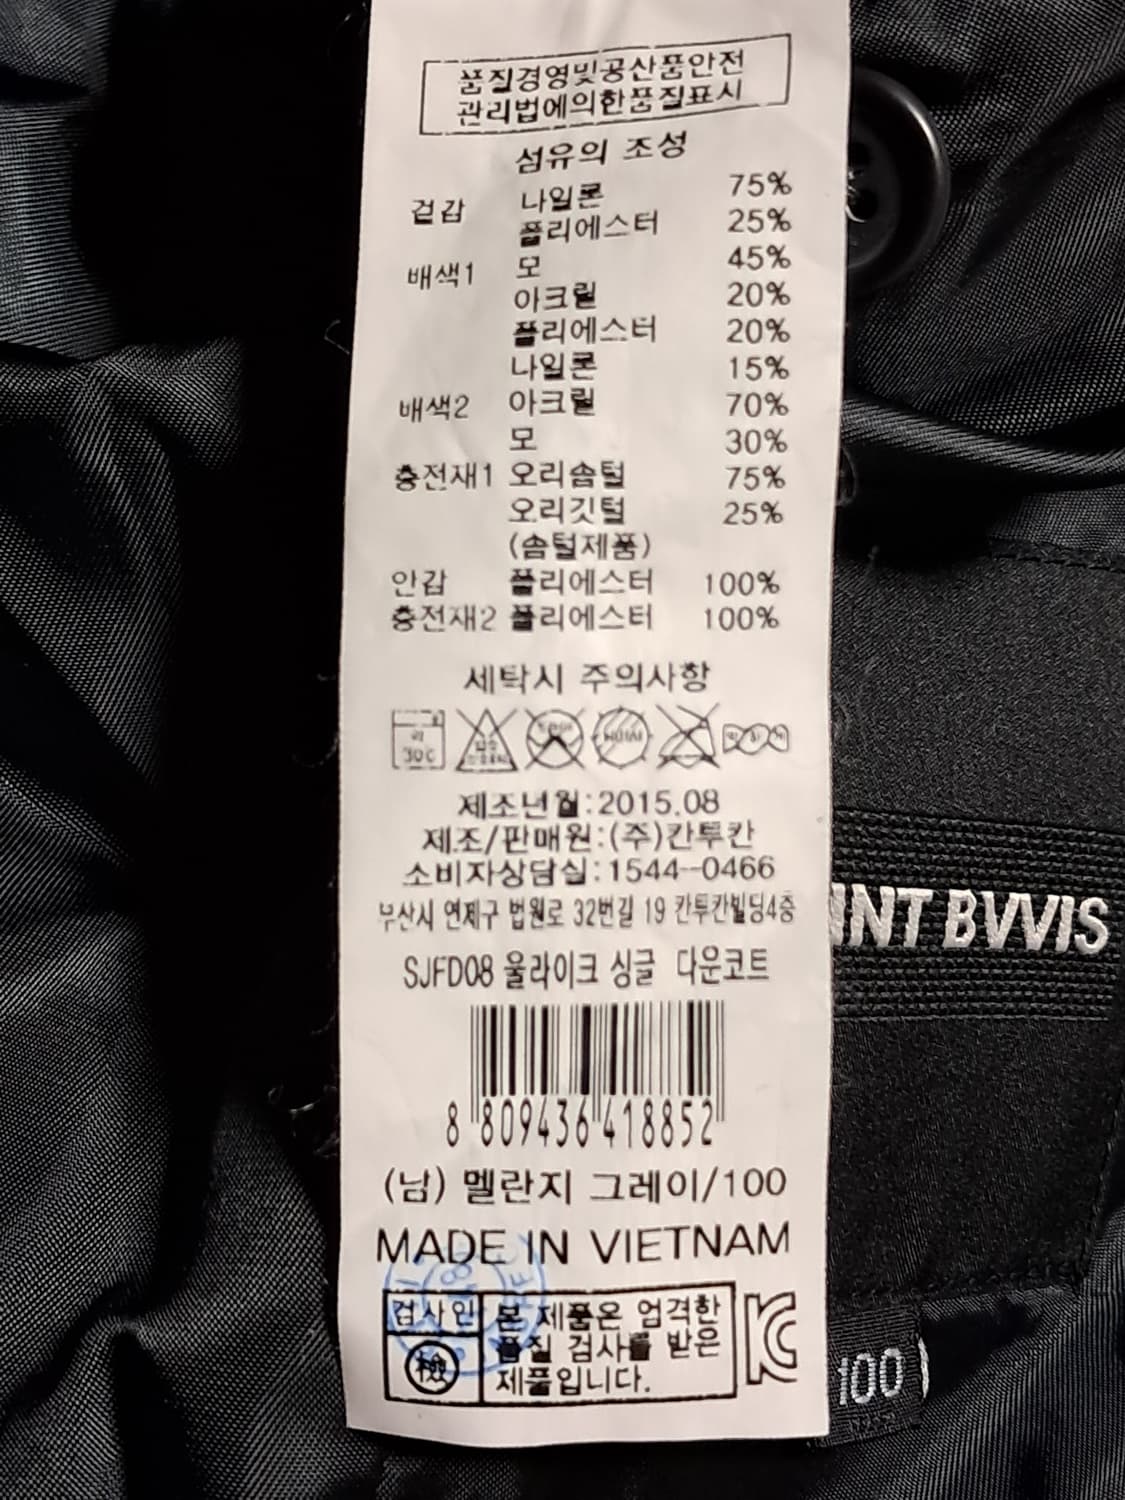 품질경영및공산품안전
관리법에의한품질표시
섬유의 조성
겉감 나일론 75%
폴리에스터 25%
배색1 모 45%
아크릴 20%
폴리에스터 20%
나일론 15%
배색2 아크릴 70%
모 30%
충전재1 오리솜털 75%
오리깃털 25%
(솜털제품)
안감 폴리에스터 100%
충전재2 폴리에스터 100%
세탁시 주의사항
약
30℃
제조년월:2015.08
제조/판매원:(주)칸투칸
소비자상담실:1544--0466
부산시 연제구 법원로 32번길 19 칸투칸빌딩4층
INT BVVIS
SJFD08 울라이크 싱글 다운코트
8 809436 418852
(남) 멜란지 그레이/100
MADE IN VIETNAM
검사인 본 제품은 엄격한
품질 검사를 받은
檢 제품입니다.
100